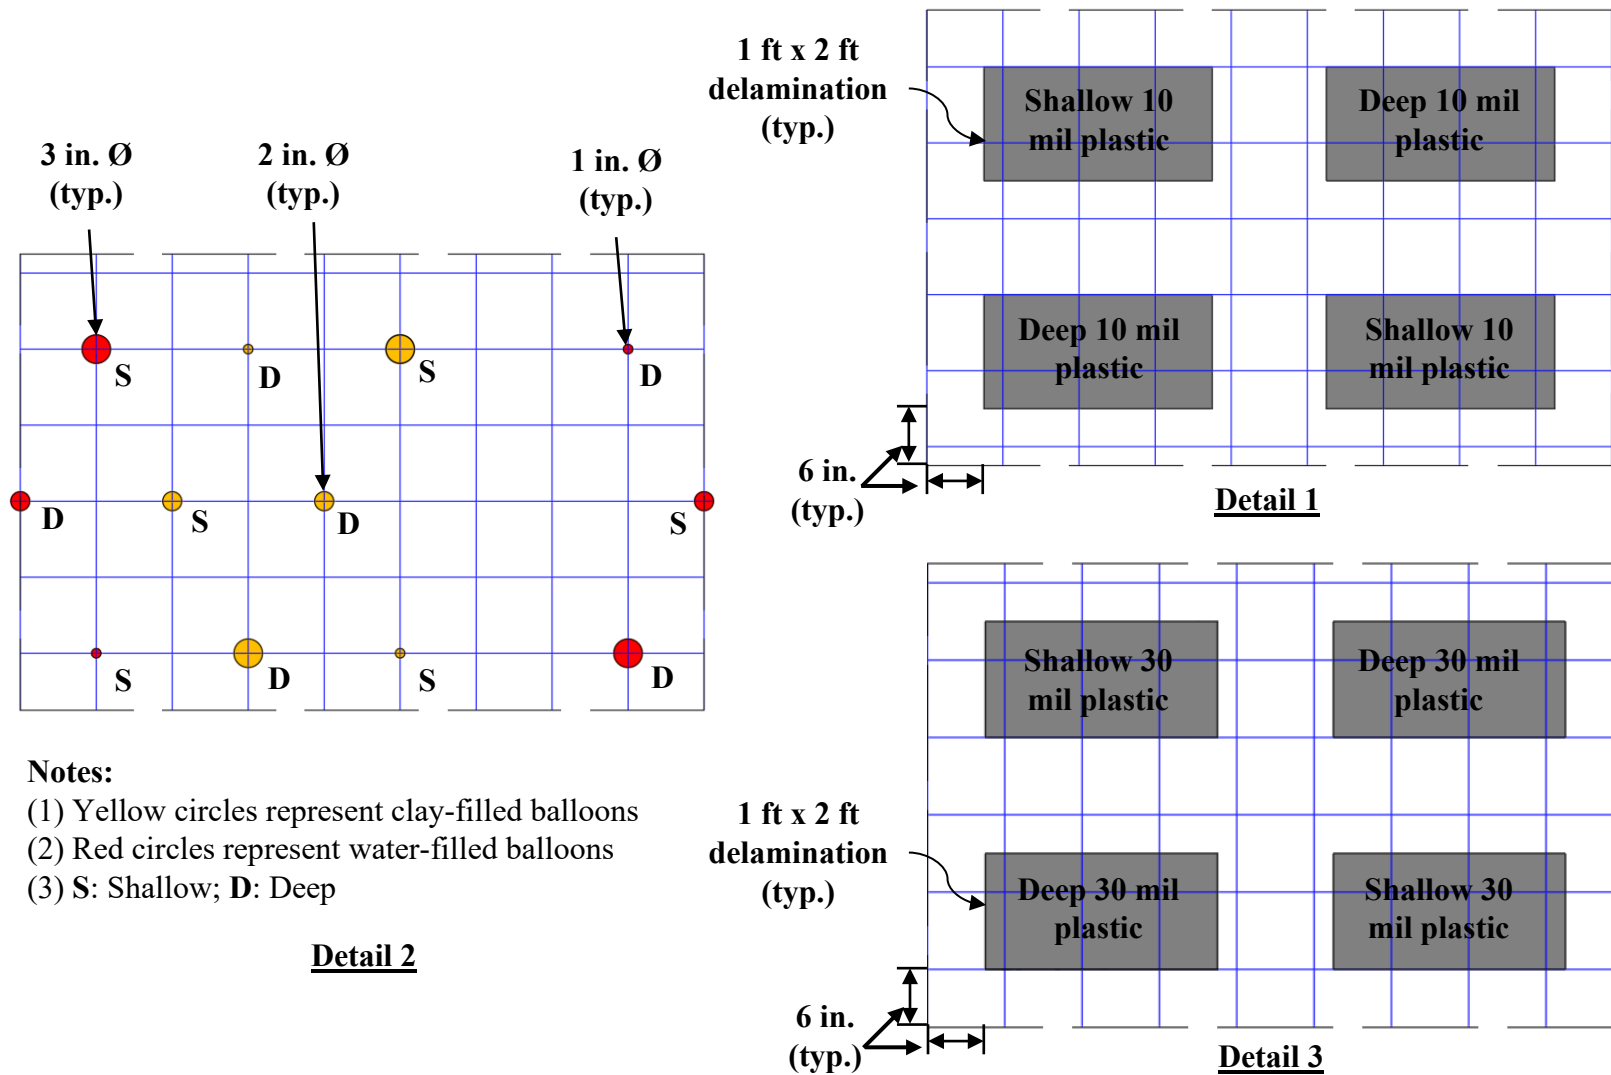 3 in. Ø
(typ.)
2 in. Ø
(typ.)
1 in. Ø
(typ.)
S
D
S
D
D
S
D
S
S
D
S
D
Notes:
(1) Yellow circles represent clay-filled balloons
(2) Red circles represent water-filled balloons
(3) S: Shallow; D: Deep
Detail 2
1 ft x 2 ft
delamination
(typ.)
Shallow 10
mil plastic
Deep 10 mil
plastic
Deep 10 mil
plastic
Shallow 10
mil plastic
6 in.
(typ.)
Detail 1
Shallow 30
mil plastic
Deep 30 mil
plastic
1 ft x 2 ft
delamination
(typ.)
Deep 30 mil
plastic
Shallow 30
mil plastic
6 in.
(typ.)
Detail 3